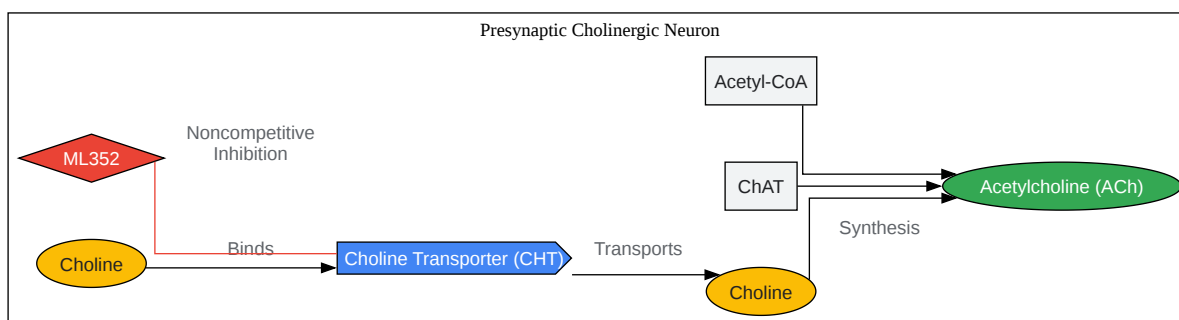 Presynaptic Cholinergic Neuron
Acetyl-CoA
Noncompetitive
Inhibition
ML352
ChAT
Acetylcholine (ACh)
Synthesis
Binds
Transports
Choline
Choline Transporter (CHT)
Choline